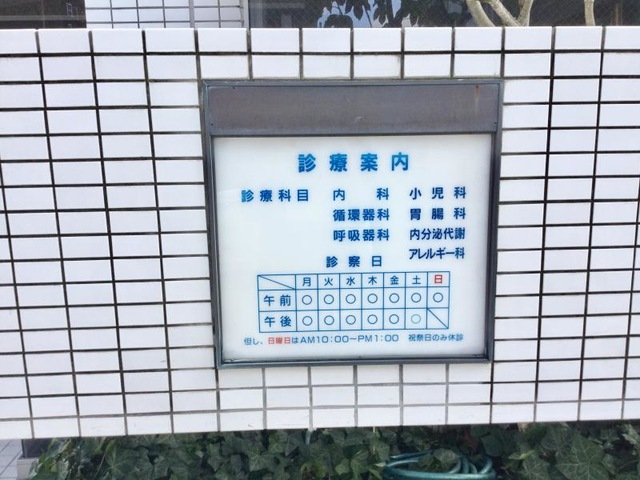 診療案内
診療科目 内科 小児科
循環器科 胃腸科
呼吸器科 内分泌代謝
アレルギー科
診察日
月 火 水 木 金 土 日
午前 ○ ○ ○ ○ ○ ○ ○
午後 ○ ○ ○ ○ ○ ○
但し、日曜日はAM10:00〜PM1:00 祝祭日のみ休診